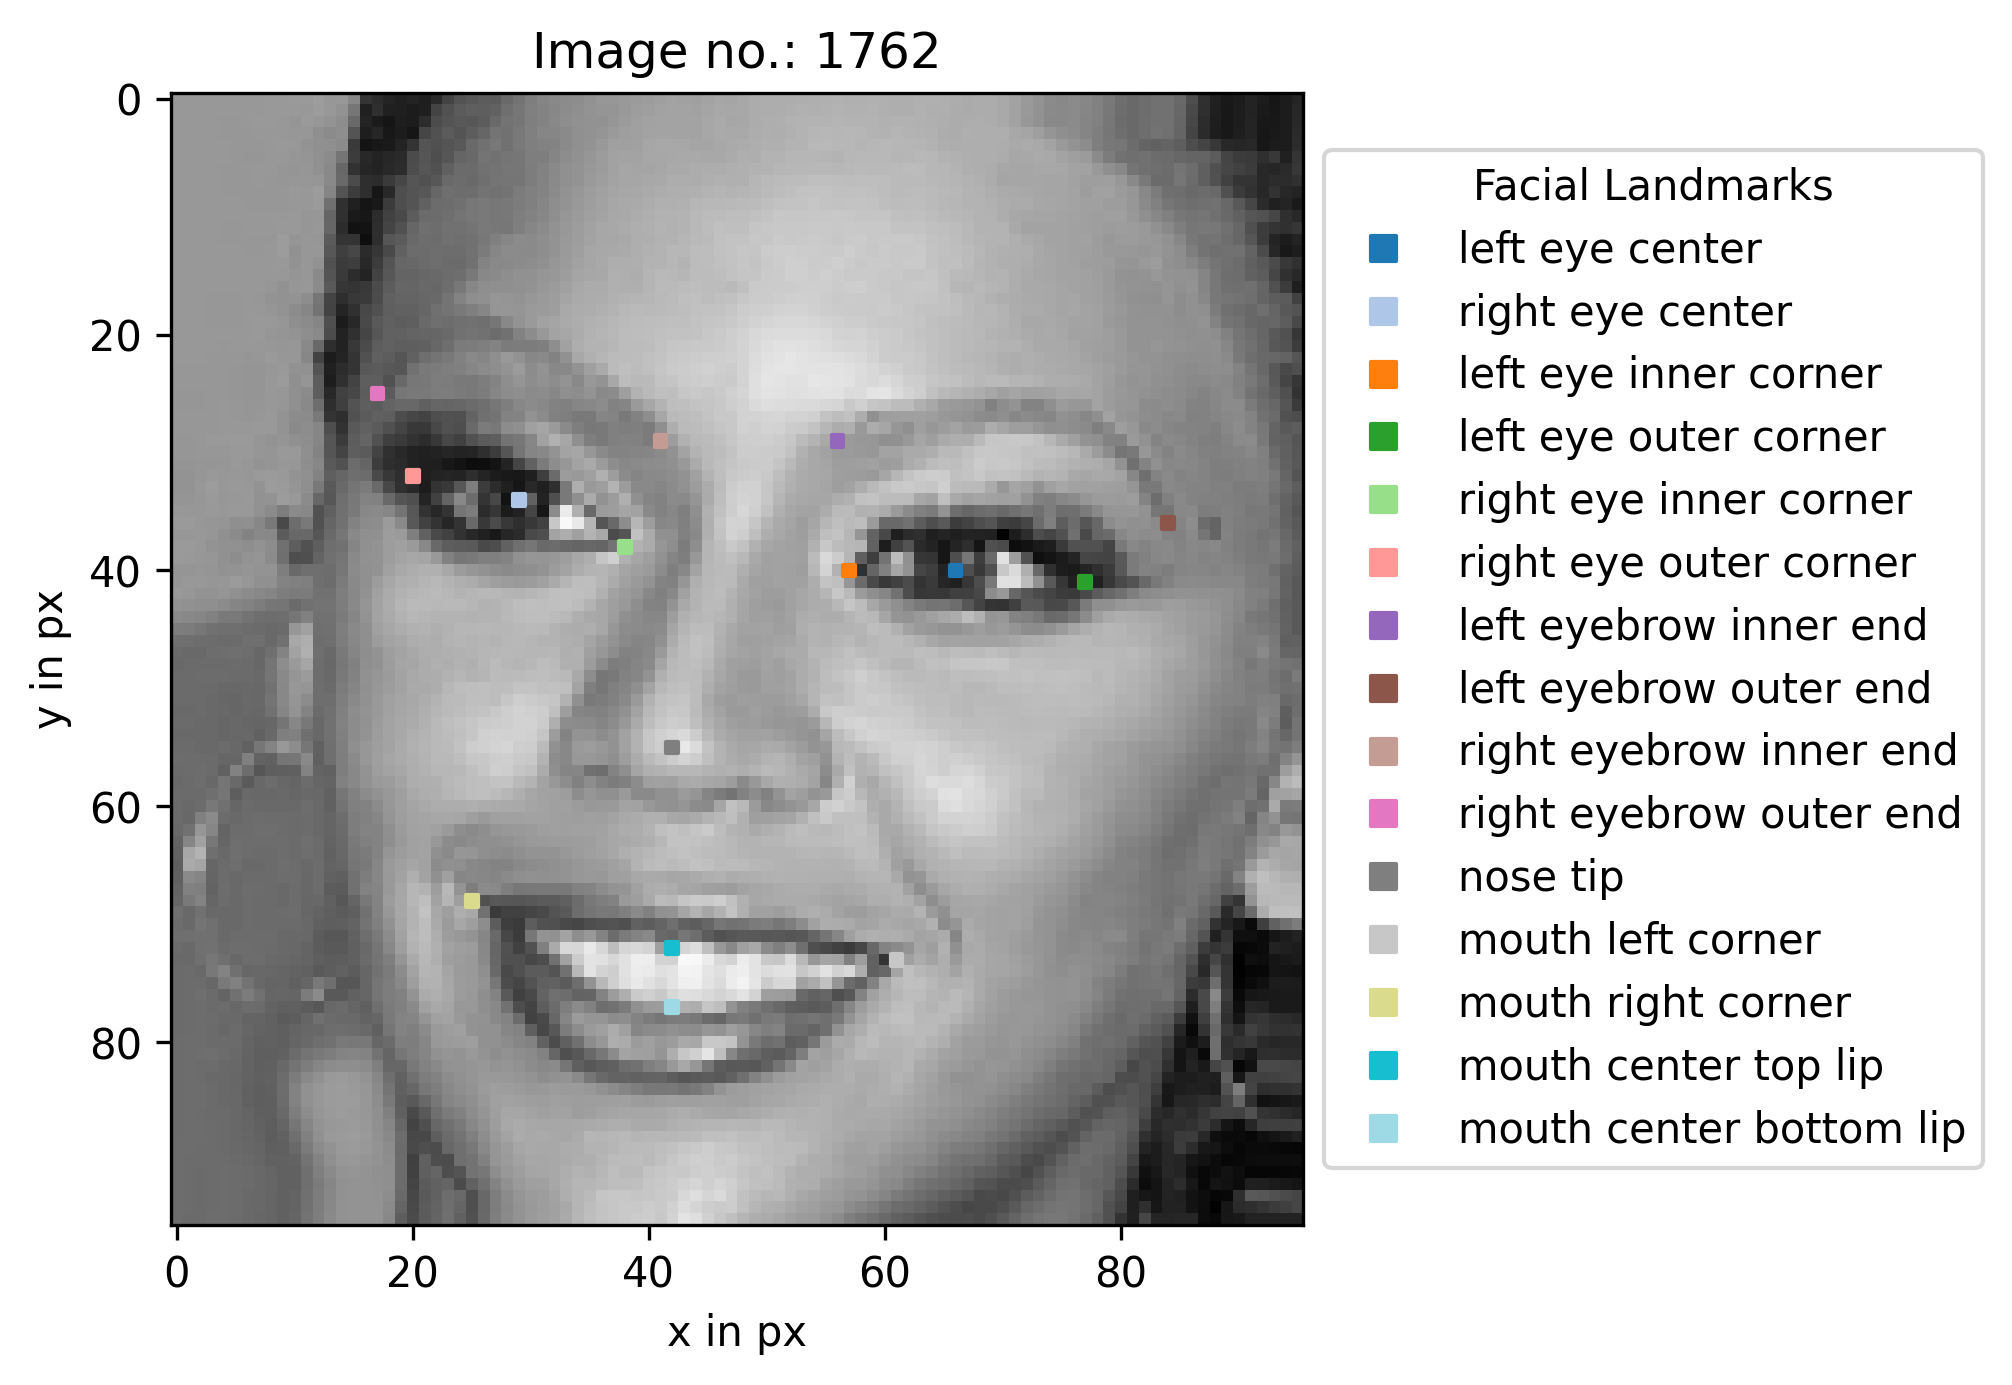 Image no.: 1762
0
20
40
60
80
y in px
0 20 40 60 80
x in px
Facial Landmarks
left eye center
right eye center
left eye inner corner
left eye outer corner
right eye inner corner
right eye outer corner
left eyebrow inner end
left eyebrow outer end
right eyebrow inner end
right eyebrow outer end
nose tip
mouth left corner
mouth right corner
mouth center top lip
mouth center bottom lip